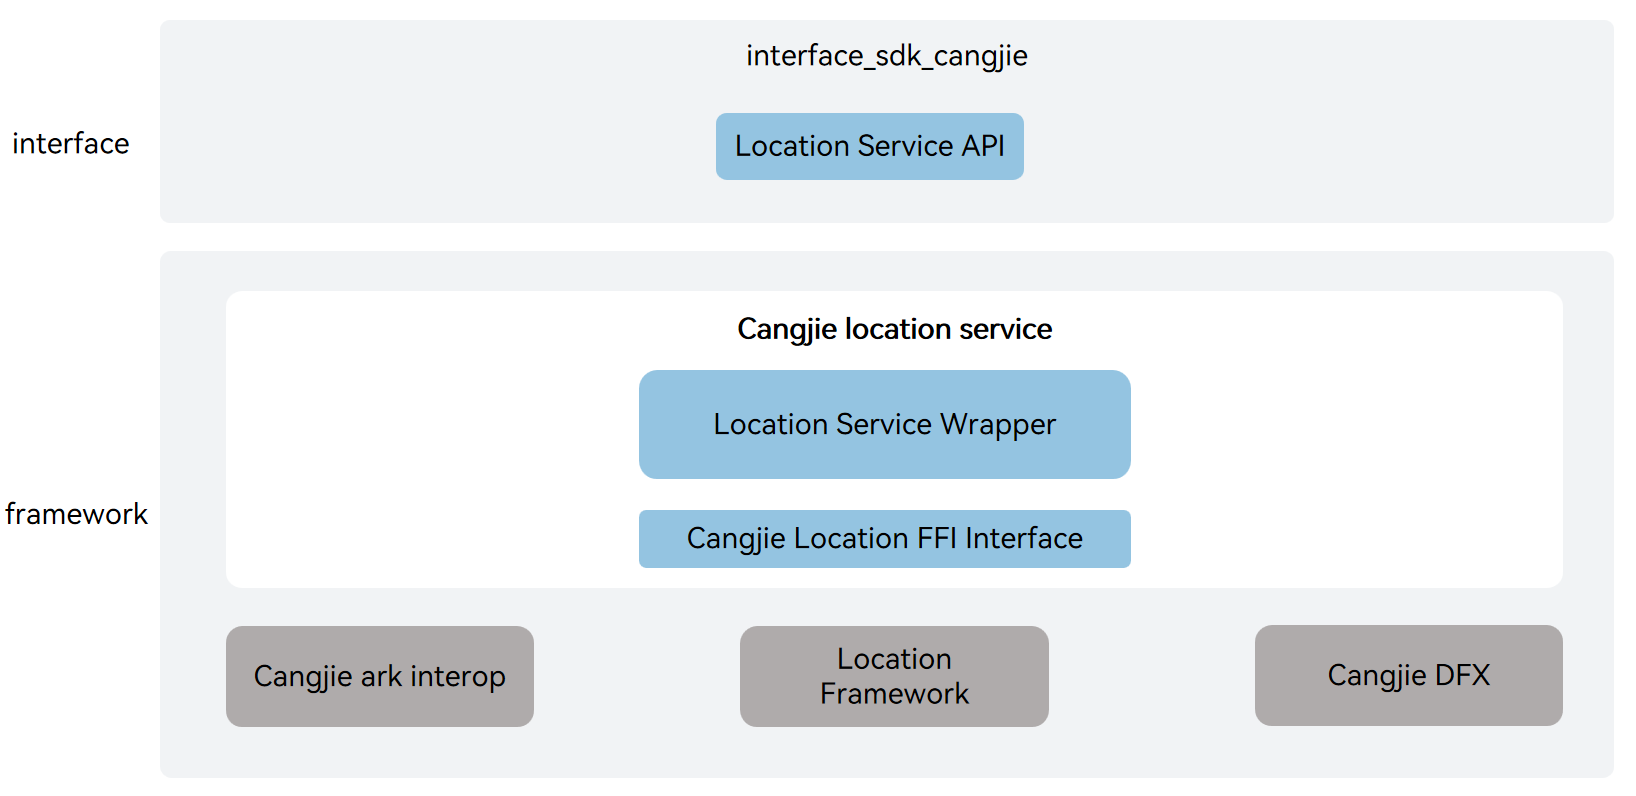 interface_sdk_cangjie
interface
Location Service API
Cangjie location service
Location Service Wrapper
framework
Cangjie Location FFI Interface
Cangjie ark interop
Location
Framework
Cangjie DFX